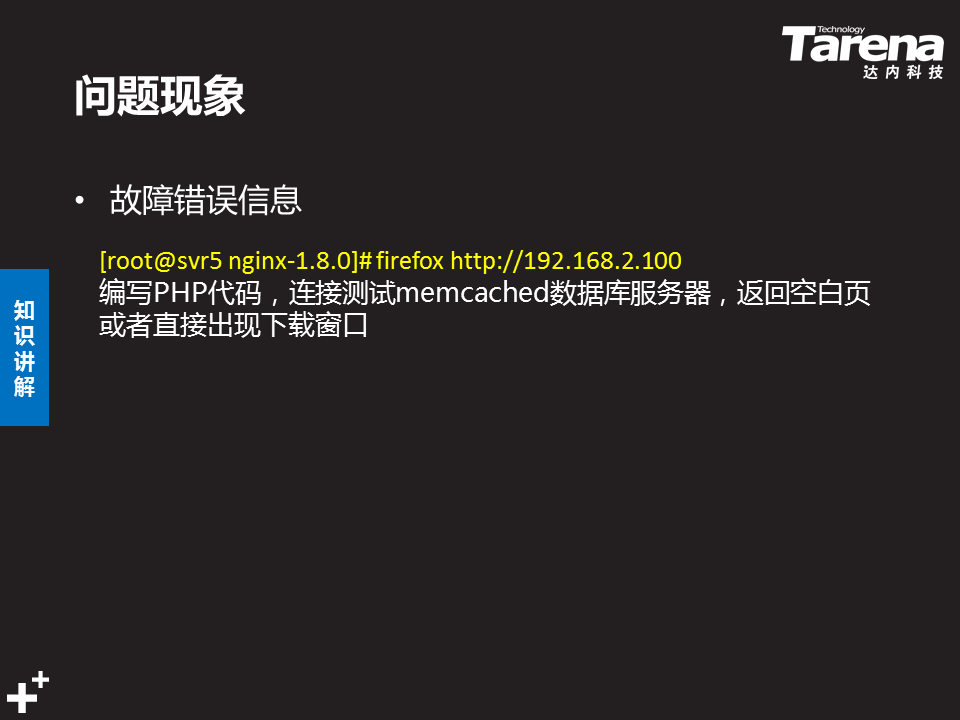 Technology
Tarena
达内科技
问题现象
• 故障错误信息
[root@svr5 nginx-1.8.0]# firefox http://192.168.2.100
编写PHP代码，连接测试memcached数据库服务器，返回空白页
或者直接出现下载窗口
知
识
讲
解